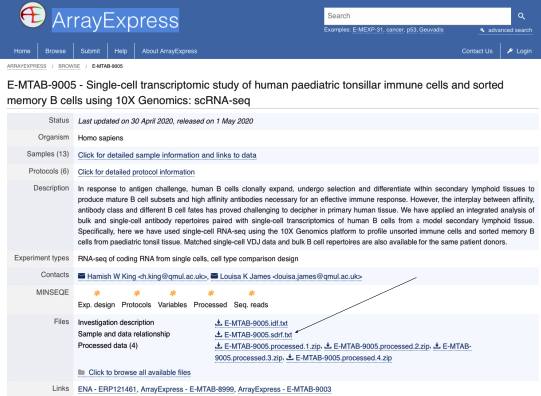 ArrayExpress
Search
Examples: E-MEXP-31, cancer, p53, Geuvadis
advanced search
Home Browse Submit Help About ArrayExpress Contact Us Login
ARRAYEXPRESS / BROWSE / E-MTAB-9005
E-MTAB-9005 - Single-cell transcriptomic study of human paediatric tonsillar immune cells and sorted
memory B cells using 10X Genomics: scRNA-seq
Status Last updated on 30 April 2020, released on 1 May 2020
Organism Homo sapiens
Samples (13) Click for detailed sample information and links to data
Protocols (6) Click for detailed protocol information
Description In response to antigen challenge, human B cells clonally expand, undergo selection and differentiate within secondary lymphoid tissues to
produce mature B cell subsets and high affinity antibodies necessary for an effective immune response. However, the interplay between affinity,
antibody class and different B cell fates has proved challenging to decipher in primary human tissue. We have applied an integrated analysis of
bulk and single-cell antibody repertoires paired with single-cell transcriptomics of human B cells from a model secondary lymphoid tissue.
Specifically, here we have used single-cell RNA-seq using the 10X Genomics platform to profile unsorted immune cells and sorted memory B
cells from paediatric tonsil tissue. Matched single-cell VDJ data and bulk B cell repertoires are also available for the same patient donors.
Experiment types RNA-seq of coding RNA from single cells, cell type comparison design
Contacts Hamish W King <h.king@qmul.ac.uk>, Louisa K James <louisa.james@qmul.ac.uk>
MINSEQE * * * * *
Exp. design Protocols Variables Processed Seq. reads
Files Investigation description E-MTAB-9005.idf.txt
Sample and data relationship E-MTAB-9005.sdrf.txt
Processed data (4) E-MTAB-9005.processed.1.zip, E-MTAB-9005.processed.2.zip, E-MTAB-
9005.processed.3.zip, E-MTAB-9005.processed.4.zip
Click to browse all available files
Links ENA - ERP121461, ArrayExpress - E-MTAB-8999, ArrayExpress - E-MTAB-9003